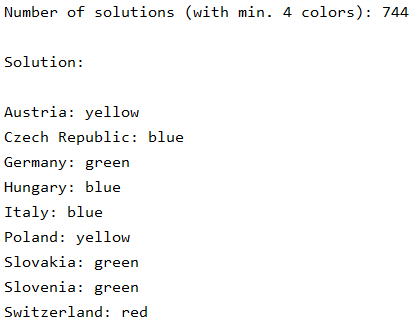 Number of solutions (with min. 4 colors): 744
Solution:
Austria: yellow
Czech Republic: blue
Germany: green
Hungary: blue
Italy: blue
Poland: yellow
Slovakia: green
Slovenia: green
Switzerland: red